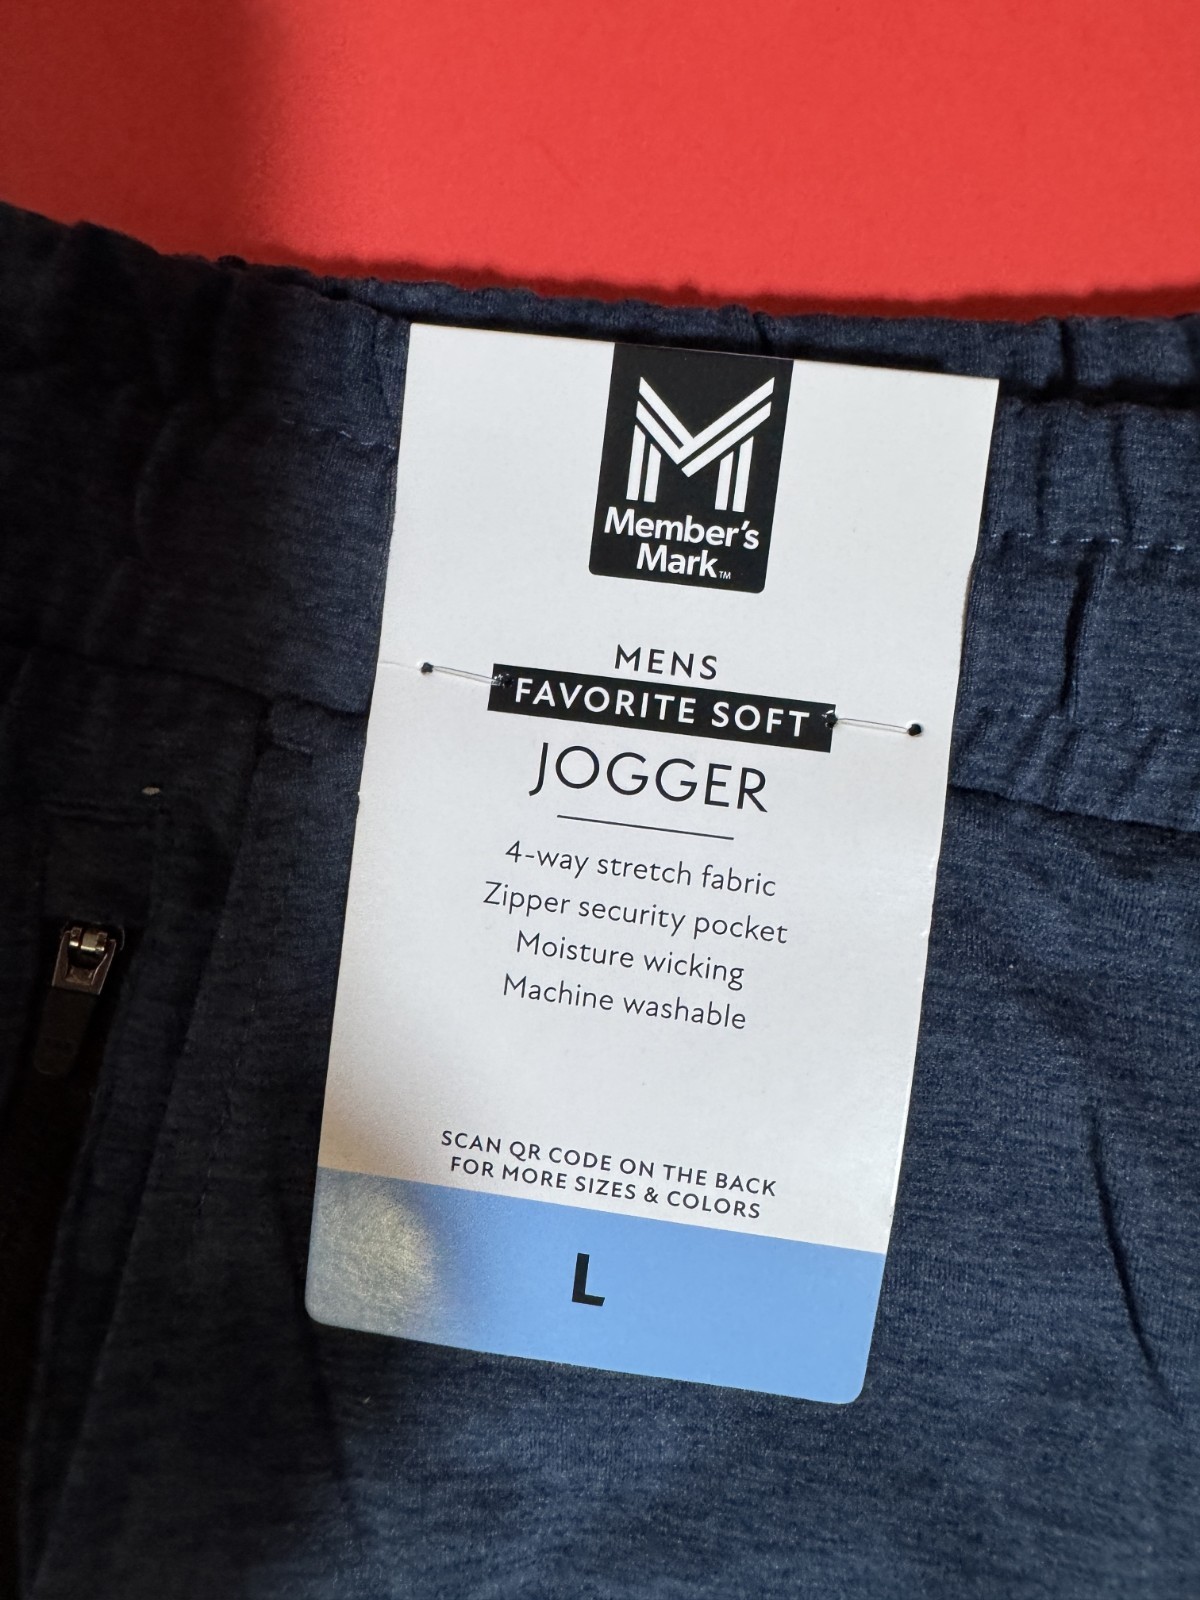 Member's
Mark™
MENS
FAVORITE SOFT
JOGGER
4-way stretch fabric
Zipper security pocket
Moisture wicking
Machine washable
SCAN QR CODE ON THE BACK
FOR MORE SIZES & COLORS
L